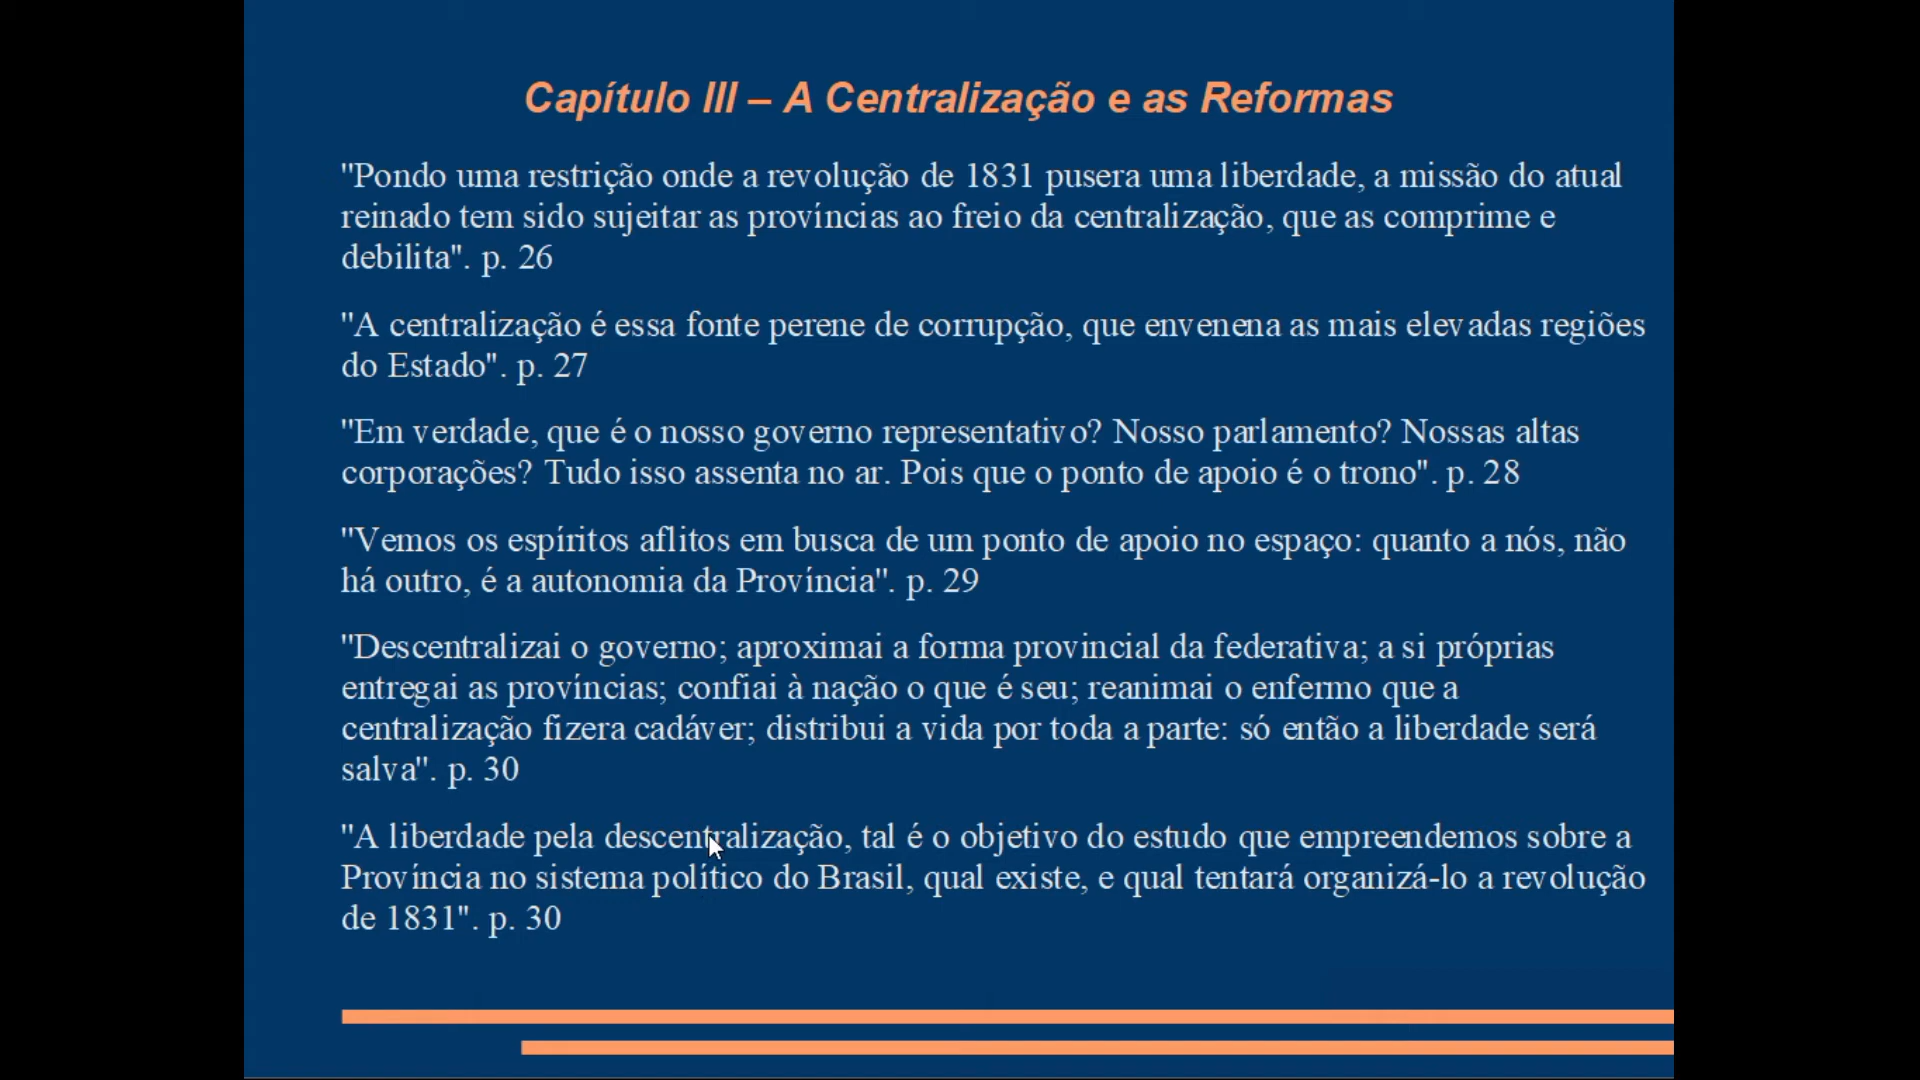 Capítulo III – A Centralização e as Reformas
"Pondo uma restrição onde a revolução de 1831 pusera uma liberdade, a missão do atual
reinado tem sido sujeitar as províncias ao freio da centralização, que as comprime e
debilita". p. 26
"A centralização é essa fonte perene de corrupção, que envenena as mais elevadas regiões
do Estado". p. 27
"Em verdade, que é o nosso governo representativo? Nosso parlamento? Nossas altas
corporações? Tudo isso assenta no ar. Pois que o ponto de apoio é o trono". p. 28
"Vemos os espíritos aflitos em busca de um ponto de apoio no espaço: quanto a nós, não
há outro, é a autonomia da Província". p. 29
"Descentralizai o governo; aproximai a forma provincial da federativa; a si próprias
entregai as províncias; confiai à nação o que é seu; reanimai o enfermo que a
centralização fizera cadáver; distribui a vida por toda a parte: só então a liberdade será
salva". p. 30
"A liberdade pela descentralização, tal é o objetivo do estudo que empreendemos sobre a
Província no sistema político do Brasil, qual existe, e qual tentará organizá-lo a revolução
de 1831". p. 30